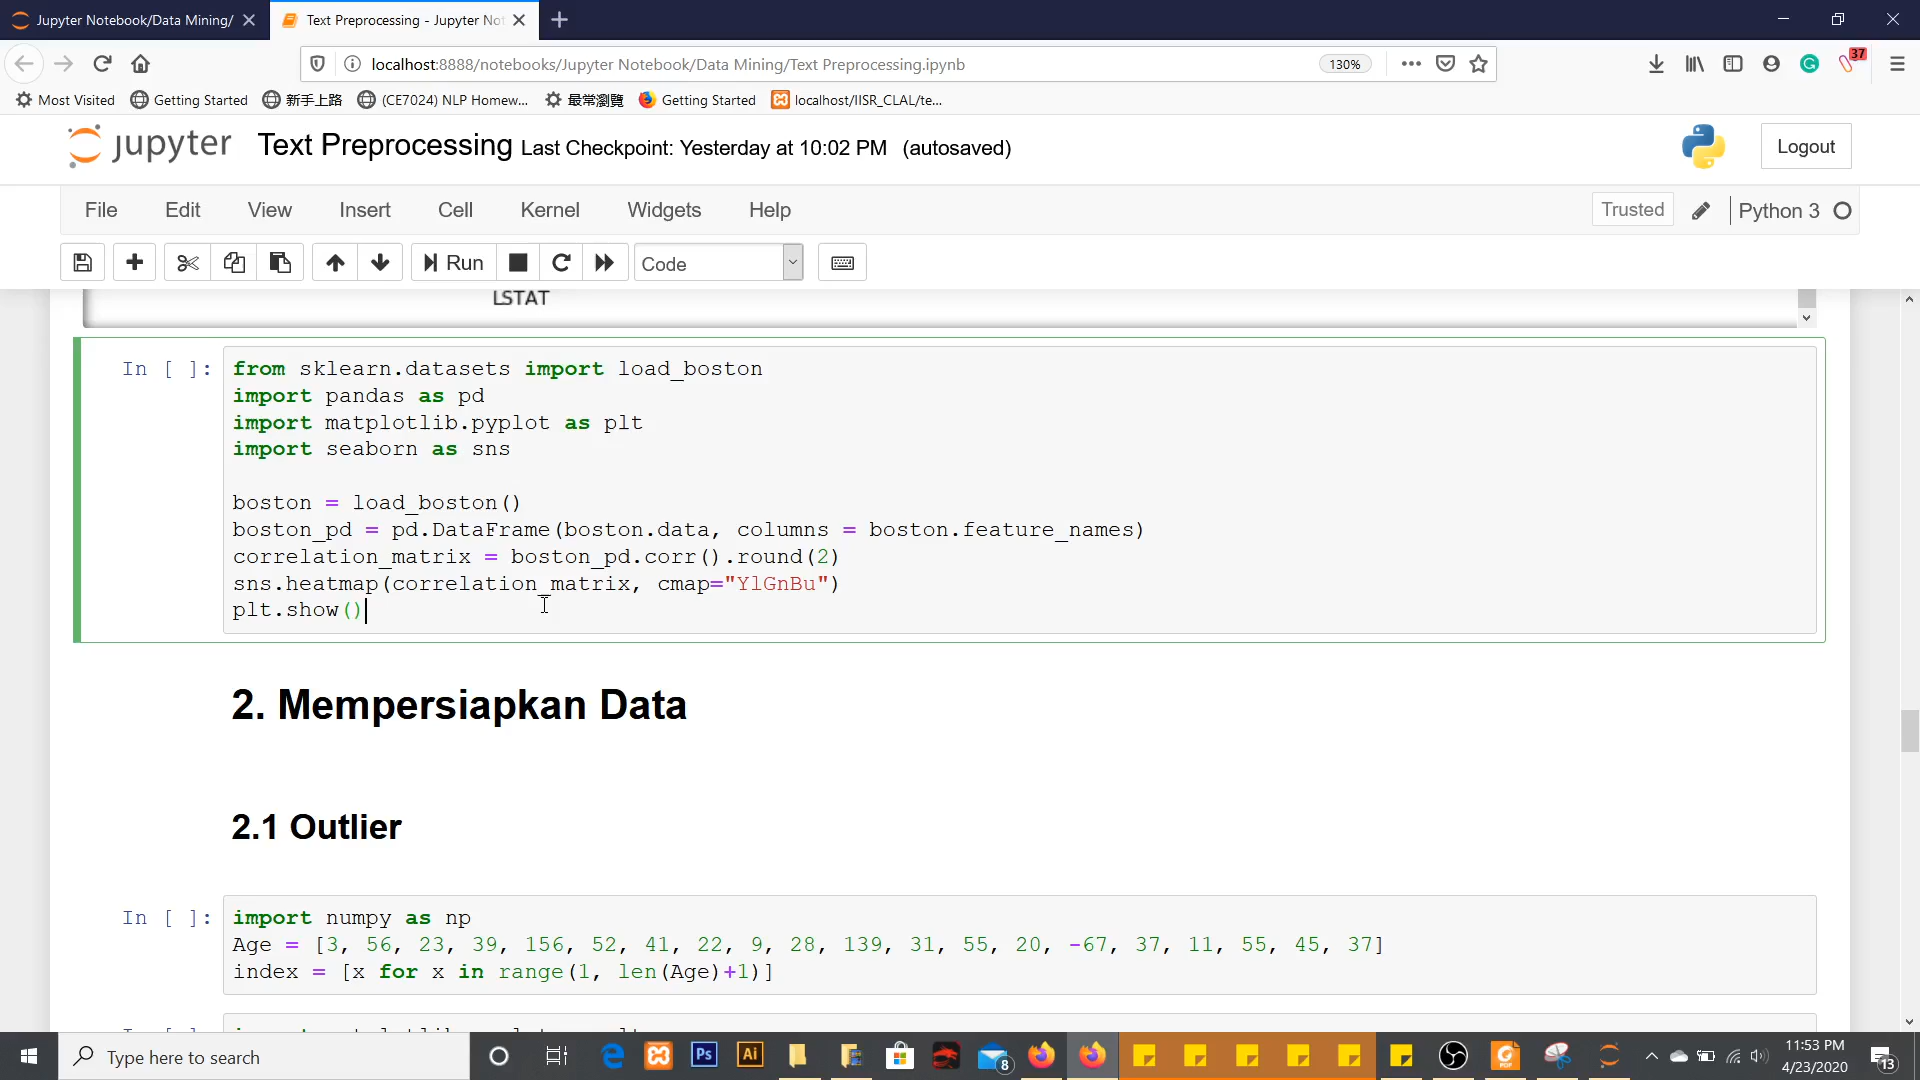 Jupyter Notebook/Data Mining/
Text Preprocessing - Jupyter Not
localhost:8888/notebooks/Jupyter Notebook/Data Mining/Text Preprocessing.ipynb
130%
37
Most Visited
Getting Started
新手上路
(CE7024) NLP Homew...
最常瀏覽
Getting Started
localhost/IISR_CLAL/te...
jupyter
Text Preprocessing Last Checkpoint: Yesterday at 10:02 PM (autosaved)
Logout
File Edit View Insert Cell Kernel Widgets Help
Trusted
Python 3
Run
Code
LSTAT
In [ ]:
from sklearn.datasets import load_boston
import pandas as pd
import matplotlib.pyplot as plt
import seaborn as sns
boston = load_boston()
boston_pd = pd.DataFrame(boston.data, columns = boston.feature_names)
correlation_matrix = boston_pd.corr().round(2)
sns.heatmap(correlation_matrix, cmap="YlGnBu")
plt.show()
2. Mempersiapkan Data
2.1 Outlier
In [ ]:
import numpy as np
Age = [3, 56, 23, 39, 156, 52, 41, 22, 9, 28, 139, 31, 55, 20, -67, 37, 11, 55, 45, 37]
index = [x for x in range(1, len(Age)+1)]
Type here to search
Ps
Ai
8
11:53 PM
4/23/2020
13